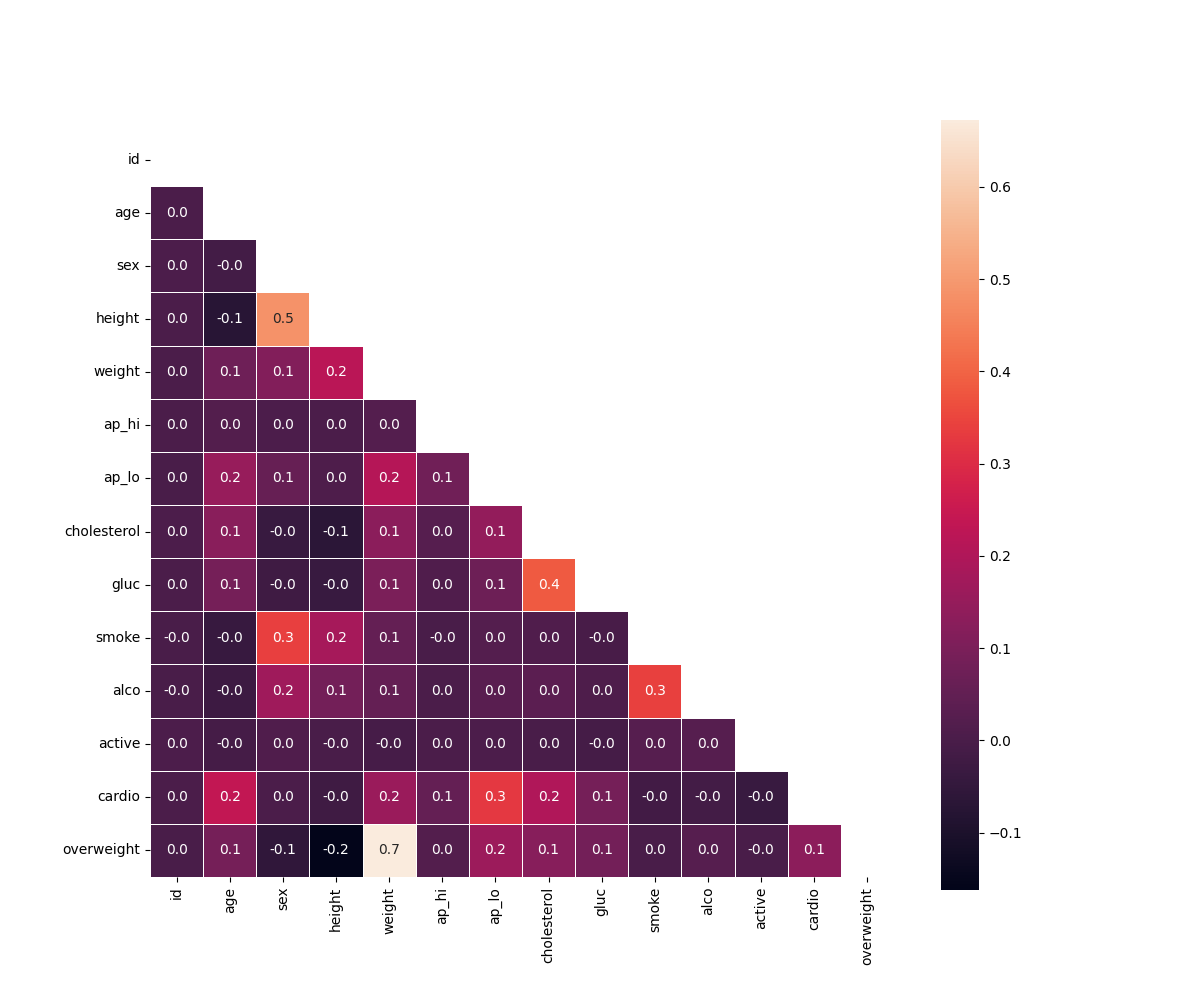 id
age 0.0
sex 0.0 -0.0
height 0.0 -0.1 0.5
weight 0.0 0.1 0.1 0.2
ap_hi 0.0 0.0 0.0 0.0 0.0
ap_lo 0.0 0.2 0.1 0.0 0.2 0.1
cholesterol 0.0 0.1 -0.0 -0.1 0.1 0.0 0.1
gluc 0.0 0.1 -0.0 -0.0 0.1 0.0 0.1 0.4
smoke -0.0 -0.0 0.3 0.2 0.1 -0.0 0.0 0.0 -0.0
alco -0.0 -0.0 0.2 0.1 0.1 0.0 0.0 0.0 0.0 0.3
active 0.0 -0.0 0.0 -0.0 -0.0 0.0 0.0 0.0 -0.0 0.0 0.0
cardio 0.0 0.2 0.0 -0.0 0.2 0.1 0.3 0.2 0.1 -0.0 -0.0 -0.0
overweight 0.0 0.1 -0.1 -0.2 0.7 0.0 0.2 0.1 0.1 0.0 0.0 -0.0 0.1
id age sex height weight ap_hi ap_lo cholesterol gluc smoke alco active cardio overweight
0.6
0.5
0.4
0.3
0.2
0.1
0.0
−0.1